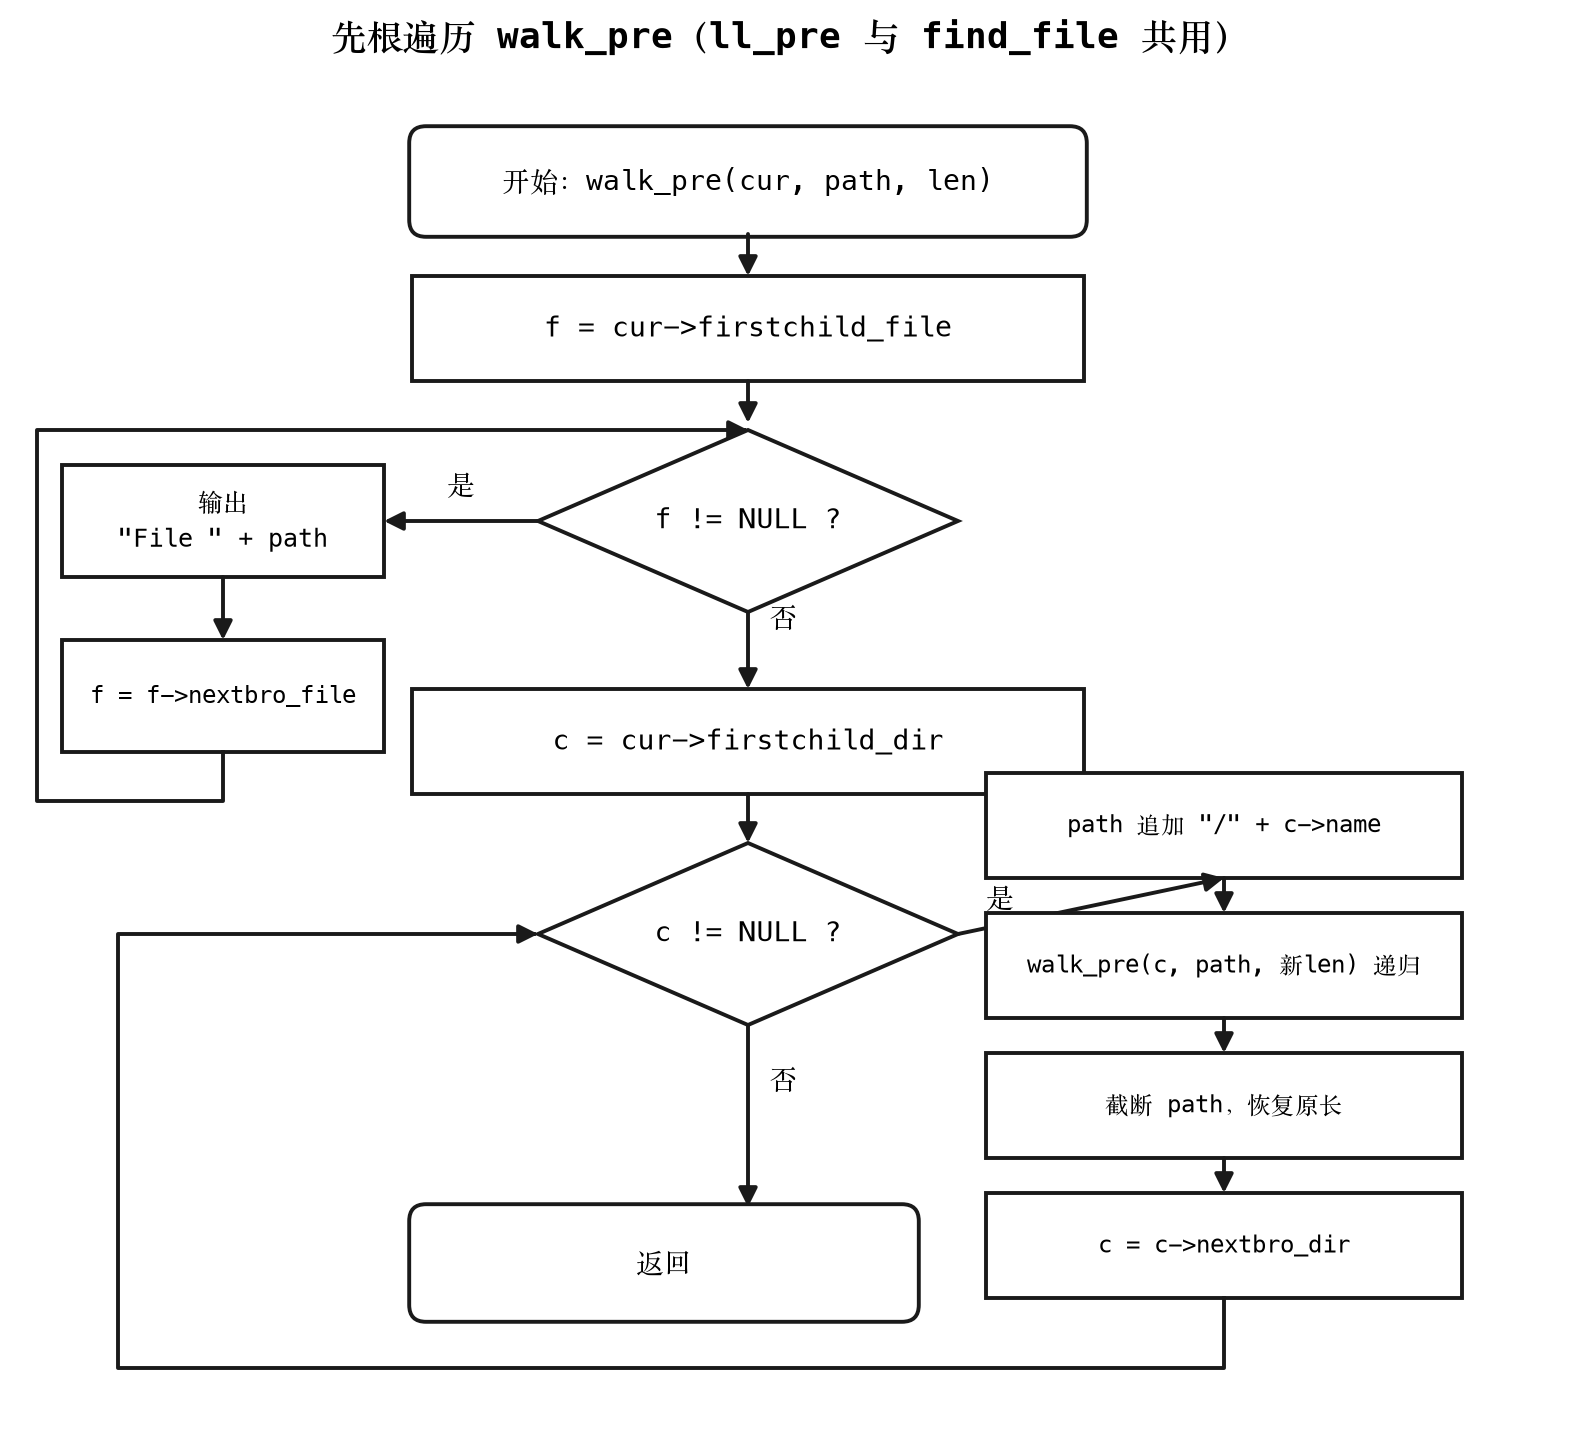 先根遍历 walk_pre（ll_pre 与 find_file 共用）
开始：walk_pre(cur, path, len)
f = cur->firstchild_file
f != NULL ?
是
输出
"File " + path
f = f->nextbro_file
否
c = cur->firstchild_dir
c != NULL ?
是
path 追加 "/" + c->name
walk_pre(c, path, 新len) 递归
截断 path，恢复原长
c = c->nextbro_dir
否
返回